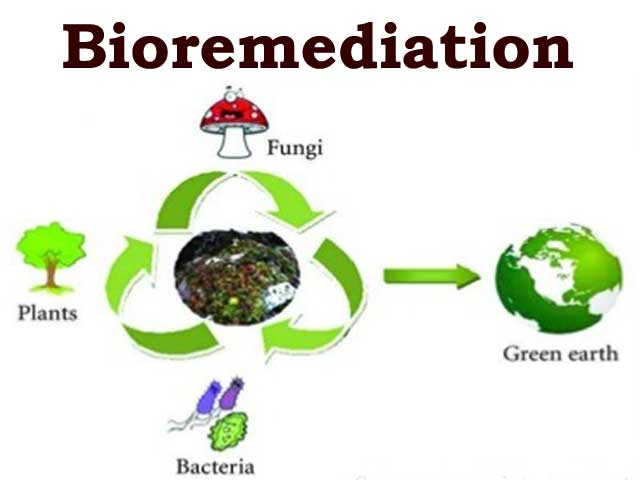 Bioremediation
Fungi
Plants
Green earth
Bacteria